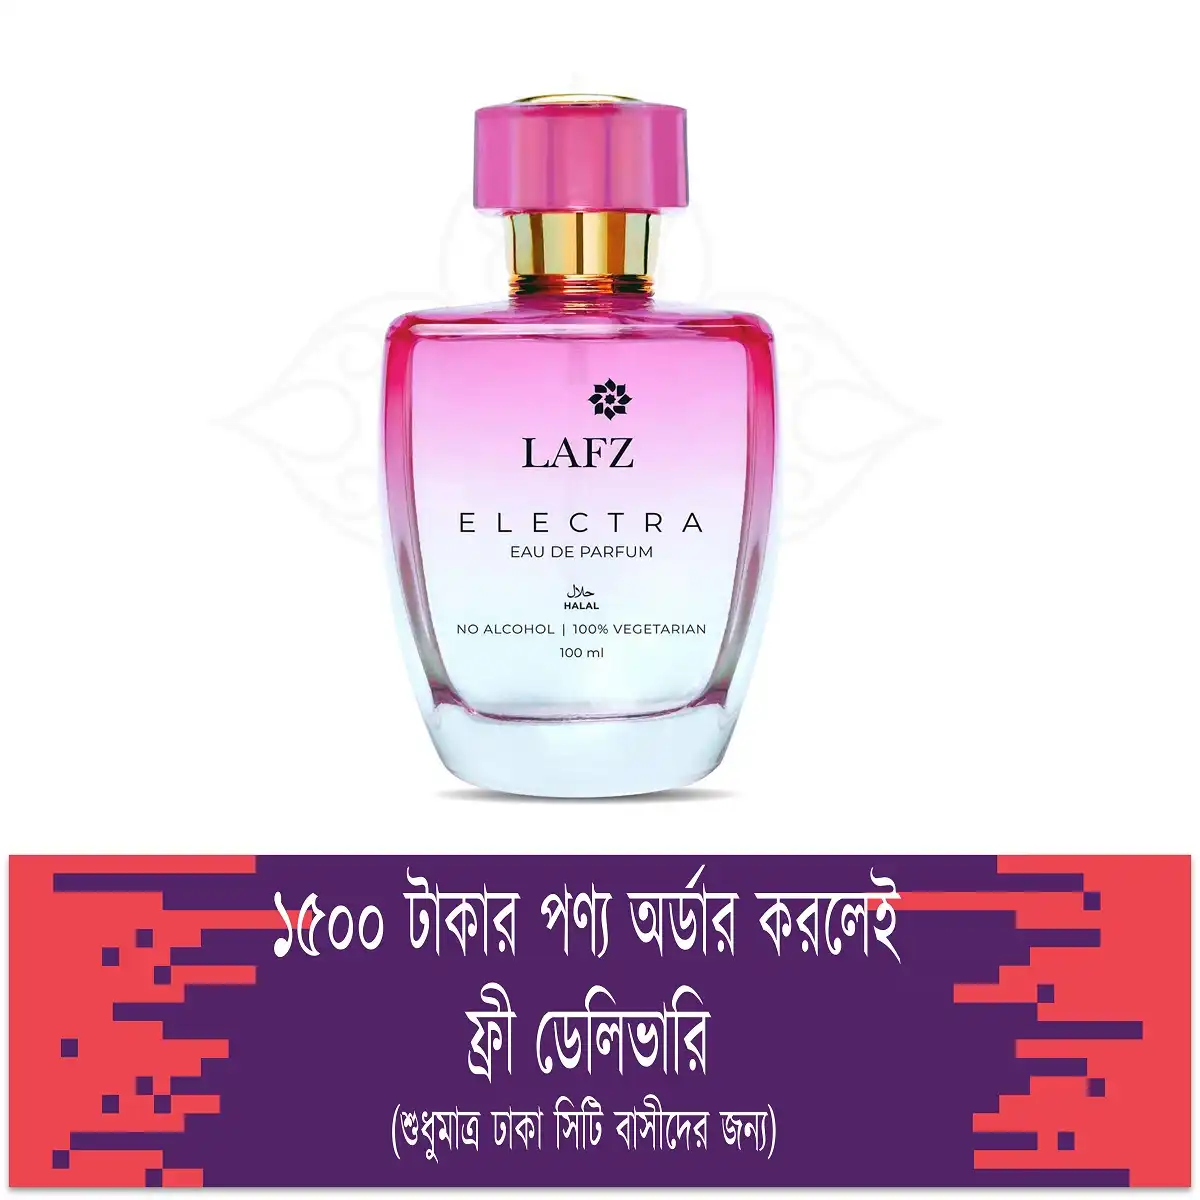 LAFZ
ELECTRA
EAU DE PARFUM
حلال
HALAL
NO ALCOHOL | 100% VEGETARIAN
100 ml
১৫০০ টাকার পণ্য অর্ডার করলেই
ফ্রী ডেলিভারি
(শুধুমাত্র ঢাকা সিটি বাসীদের জন্য)